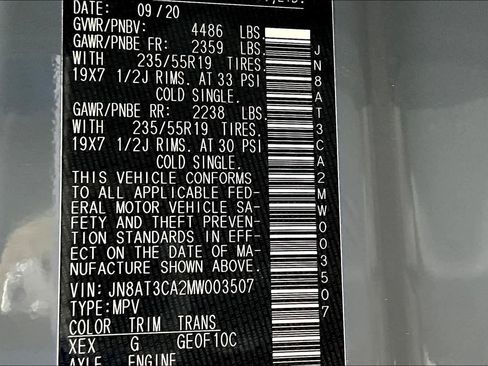 DATE: 09/20
GVWR/PNBV: 4486 LBS.
GAWR/PNBE FR: 2359 LBS.
WITH 235/55R19 TIRES.
19X7 1/2J RIMS. AT 33 PSI
COLD SINGLE.
GAWR/PNBE RR: 2238 LBS.
WITH 235/55R19 TIRES.
19X7 1/2J RIMS. AT 30 PSI
COLD SINGLE.
THIS VEHICLE CONFORMS
TO ALL APPLICABLE FED-
ERAL MOTOR VEHICLE SA-
FETY AND THEFT PREVEN-
TION STANDARDS IN EFF-
ECT ON THE DATE OF MA-
NUFACTURE SHOWN ABOVE.
VIN: JN8AT3CA2MW003507
TYPE:MPV
COLOR TRIM TRANS
XEX G GE0F10C
AXLE ENGINE
JN8AT3CA2MW003507